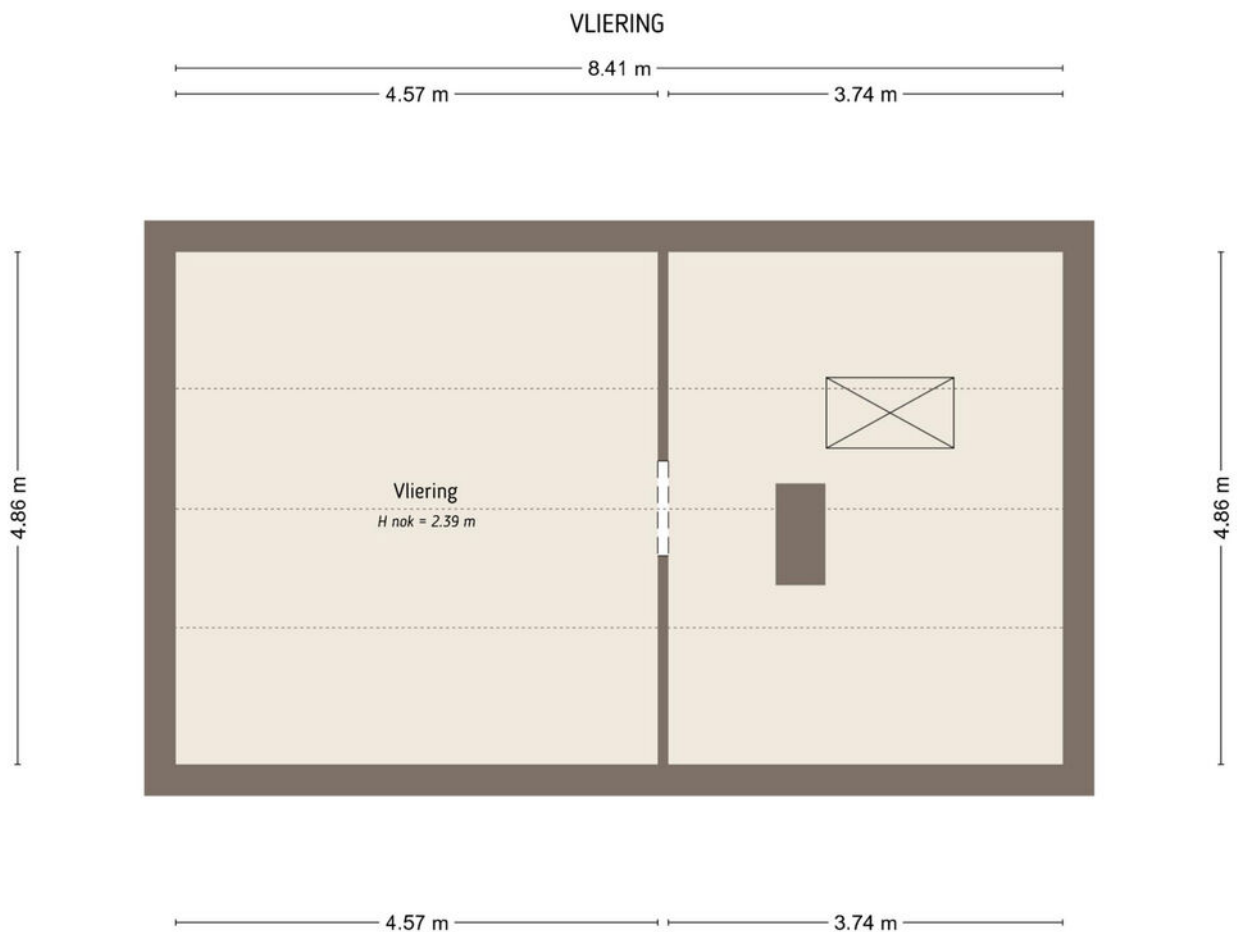 VLIERING
8.41 m
4.57 m
3.74 m
4.86 m
Vliering
H nok = 2.39 m
4.86 m
4.57 m
3.74 m